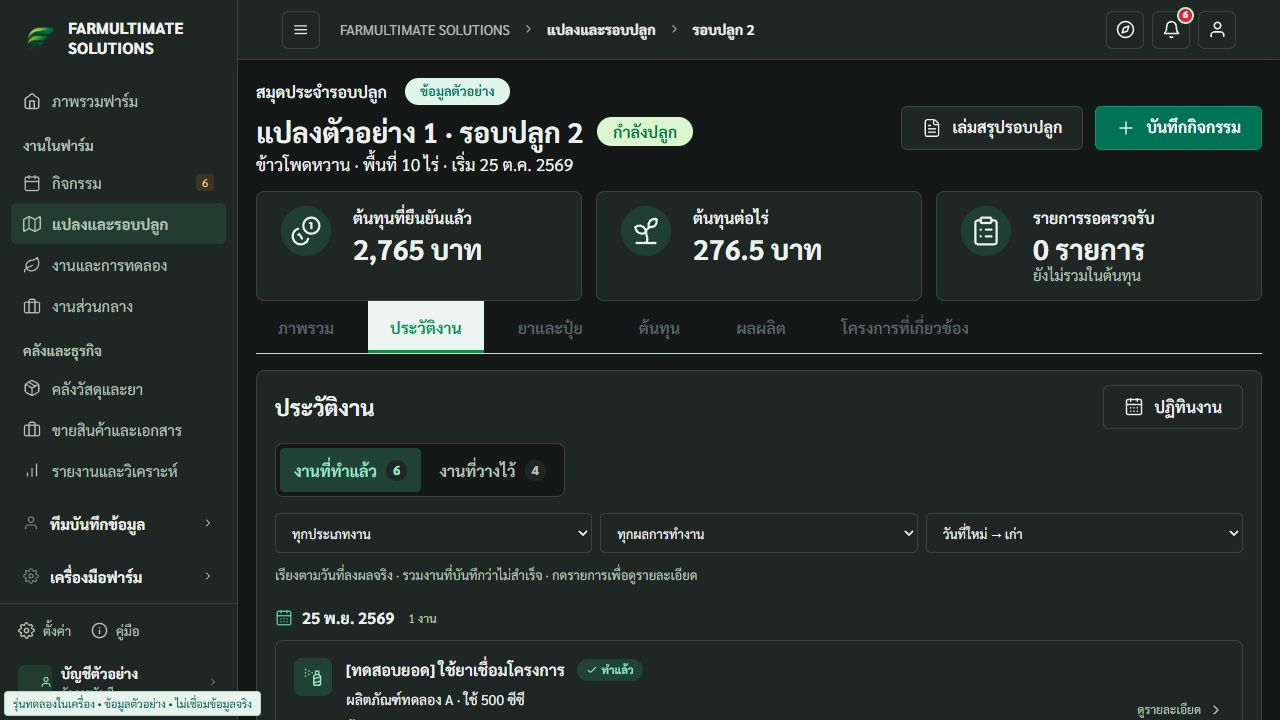 FARMULTIMATE SOLUTIONS
ภาพรวมฟาร์ม
งานในฟาร์ม
กิจกรรม 6
แปลงและรอบปลูก
งานและการทดลอง
งานส่วนกลาง
คลังและธุรกิจ
คลังวัสดุและยา
ขายสินค้าและเอกสาร
รายงานและวิเคราะห์
ทีมบันทึกข้อมูล
เครื่องมือฟาร์ม
ตั้งค่า คู่มือ
บัญชีตัวอย่าง
รุ่นทดลองในเครื่อง • ข้อมูลตัวอย่าง • ไม่เชื่อมข้อมูลจริง
FARMULTIMATE SOLUTIONS > แปลงและรอบปลูก > รอบปลูก 2
6
สมุดประจำรอบปลูก ข้อมูลตัวอย่าง
แปลงตัวอย่าง 1 · รอบปลูก 2 กำลังปลูก
ข้าวโพดหวาน · พื้นที่ 10 ไร่ · เริ่ม 25 ต.ค. 2569
เล่มสรุปรอบปลูก
บันทึกกิจกรรม
ต้นทุนที่ยืนยันแล้ว
2,765 บาท
ต้นทุนต่อไร่
276.5 บาท
รายการรอตรวจรับ
0 รายการ
ยังไม่รวมในต้นทุน
ภาพรวม ประวัติงาน ยาและปุ๋ย ต้นทุน ผลผลิต โครงการที่เกี่ยวข้อง
ประวัติงาน
ปฏิทินงาน
งานที่ทำแล้ว 6 งานที่วางไว้ 4
ทุกประเภทงาน ทุกผลการทำงาน วันที่ใหม่ → เก่า
เรียงตามวันที่ลงผลจริง · รวมงานที่บันทึกว่าไม่สำเร็จ · กดรายการเพื่อดูรายละเอียด
25 พ.ย. 2569 1 งาน
[ทดสอบยอด] ใช้ยาเชื่อมโครงการ ทำแล้ว
ผลิตภัณฑ์ทดลอง A · ใช้ 500 ซีซี
ดูรายละเอียด